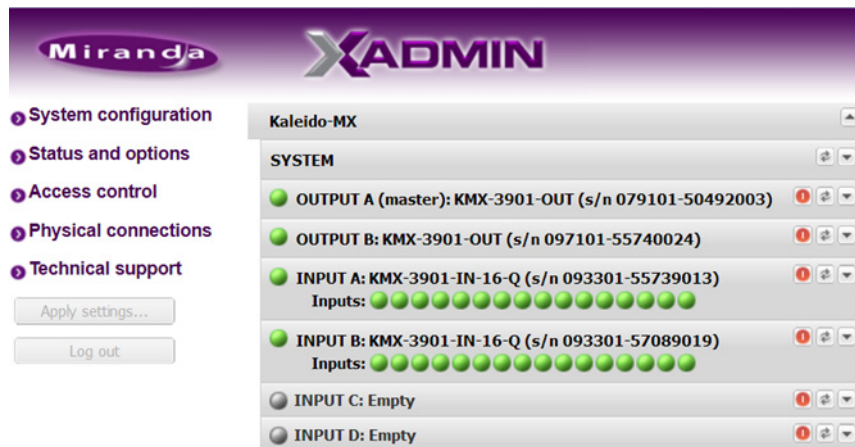 Miranda
XADMIN
System configuration
Status and options
Access control
Physical connections
Technical support
Apply settings...
Log out
Kaleido-MX
SYSTEM
OUTPUT A (master): KMX-3901-OUT (s/n 079101-50492003)
OUTPUT B: KMX-3901-OUT (s/n 097101-55740024)
INPUT A: KMX-3901-IN-16-Q (s/n 093301-55739013)
Inputs:
INPUT B: KMX-3901-IN-16-Q (s/n 093301-57089019)
Inputs:
INPUT C: Empty
INPUT D: Empty